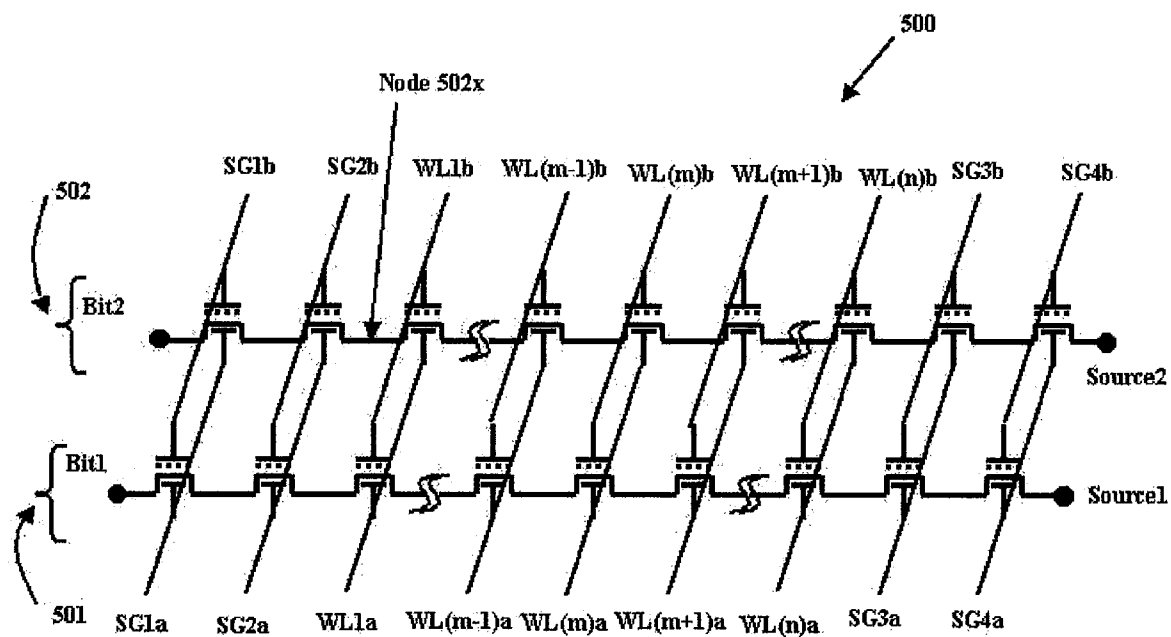 500
Node 502x
SG1b SG2b WL1b WL(m-1)b WL(m)b WL(m+1)b WL(n)b SG3b SG4b
502
Bit2
Source2
Bit1
Source1
501
SG1a SG2a WL1a WL(m-1)a WL(m)a WL(m+1)a WL(n)a SG3a SG4a